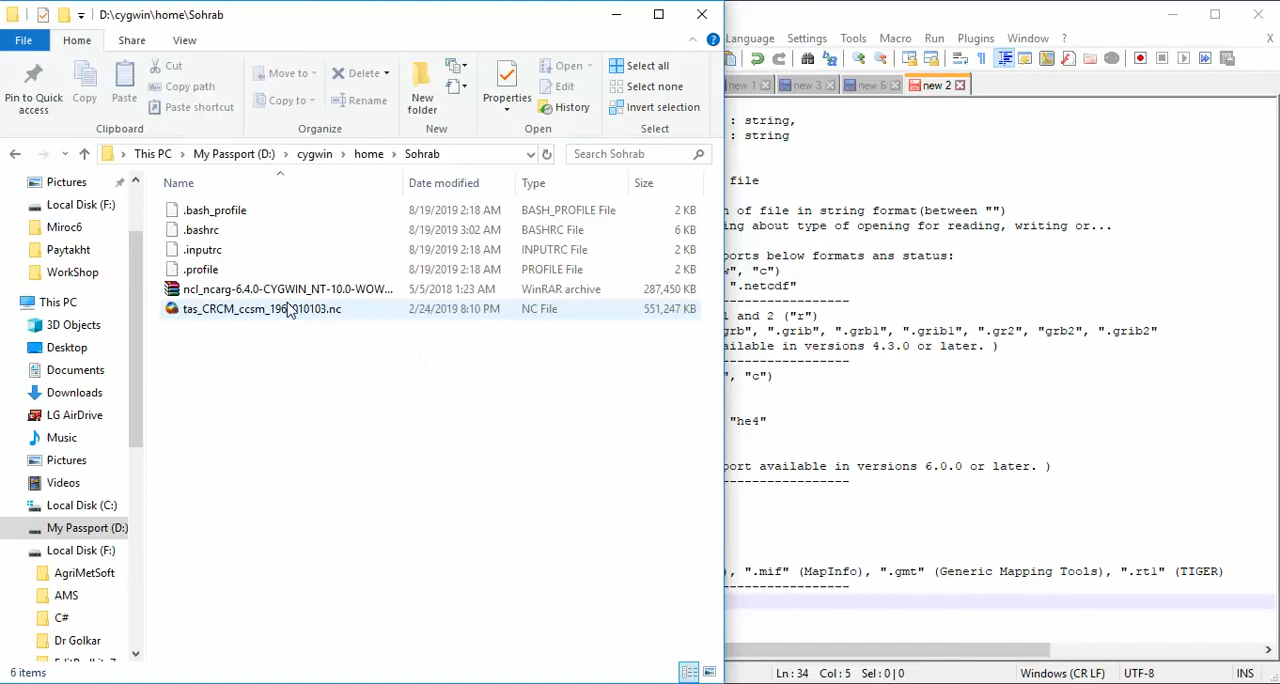 D:\cygwin\home\Sohrab
File
Home
Share
View
Pin to Quick access
Copy
Paste
Cut
Copy path
Paste shortcut
Clipboard
Move to
Copy to
Delete
Rename
Organize
New folder
New
Properties
Open
Edit
History
Open
Select all
Select none
Invert selection
Select
This PC
My Passport (D:)
cygwin
home
Sohrab
Search Sohrab
Pictures
Local Disk (F:)
Miroc6
Paytakht
WorkShop
This PC
3D Objects
Desktop
Documents
Downloads
LG AirDrive
Music
Pictures
Videos
Local Disk (C:)
My Passport (D:)
Local Disk (F:)
AgriMetSoft
AMS
C#
Dr Golkar
Name Date modified Type Size
.bash_profile 8/19/2019 2:18 AM BASH_PROFILE File 2 KB
.bashrc 8/19/2019 3:02 AM BASHRC File 6 KB
.inputrc 8/19/2019 2:18 AM INPUTRC File 2 KB
.profile 8/19/2019 2:18 AM PROFILE File 2 KB
ncl_ncarg-6.4.0-CYGWIN_NT-10.0-WOW... 5/5/2018 1:23 AM WinRAR archive 287,450 KB
2/24/2019 8:10 PM NC File 551,247 KB
6 items
Language Settings Tools Macro Run Plugins Window ? X
new 1 new 3 new 6 new 2
: string,
: string
file
n of file in string format(between "")
ng about type of opening for reading, writing or...
ports below formats ans status:
", "c")
".netcdf"
------------------
1 and 2 ("r")
grb", ".grib", ".grb1", ".grib1", ".gr2", "grb2", ".grib2"
ailable in versions 4.3.0 or later. )
------------------
", "c")
"he4"
port available in versions 6.0.0 or later. )
------------------
), ".mif" (MapInfo), ".gmt" (Generic Mapping Tools), ".rt1" (TIGER)
------------------
Ln : 34 Col : 5 Sel : 0 | 0
Windows (CR LF)
UTF-8
INS